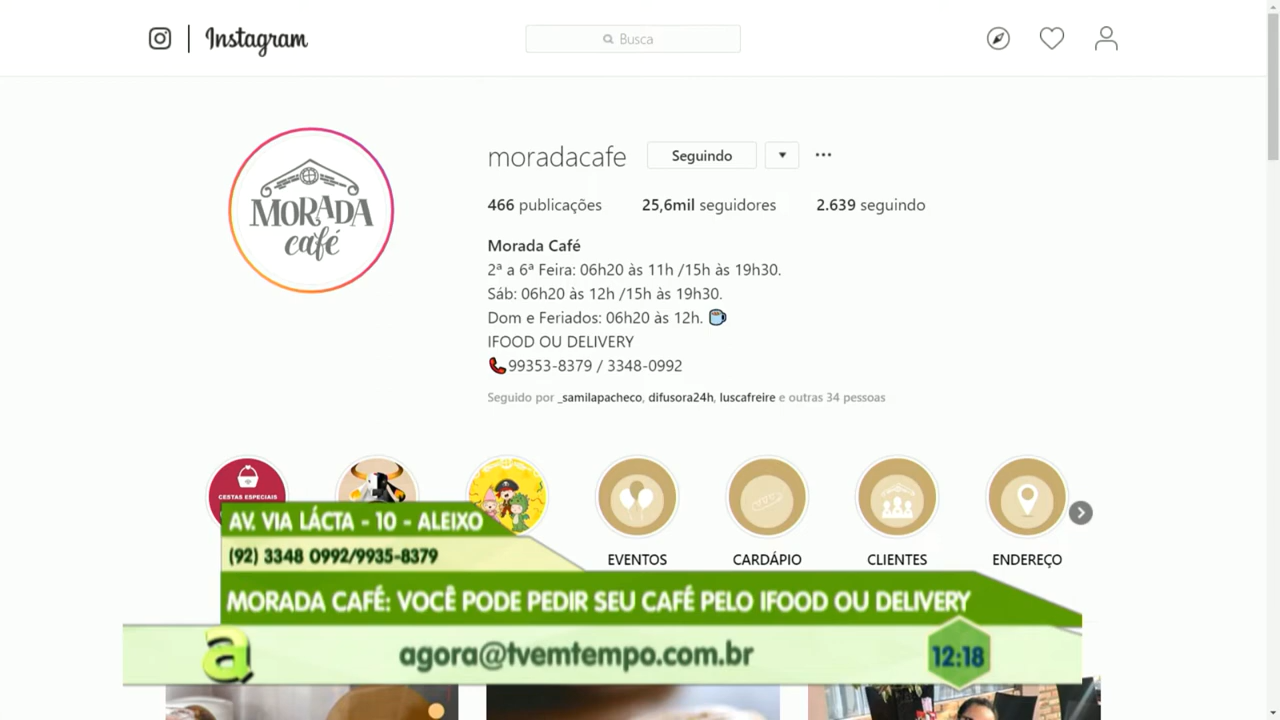 Instagram
Busca
MORADA
café
moradacafe
Seguindo
466 publicações
25,6mil seguidores
2.639 seguindo
Morada Café
2ª a 6ª Feira: 06h20 às 11h /15h às 19h30.
Sáb: 06h20 às 12h /15h às 19h30.
Dom e Feriados: 06h20 às 12h.
IFOOD OU DELIVERY
99353-8379 / 3348-0992
Seguido por _samilapacheco, difusora24h, luscafreire e outras 34 pessoas
CESTAS ESPECIAIS
EVENTOS
CARDÁPIO
CLIENTES
ENDEREÇO
AV. VIA LÁCTA - 10 - ALEIXO
(92) 3348 0992/9935-8379
MORADA CAFÉ: VOCÊ PODE PEDIR SEU CAFÉ PELO IFOOD OU DELIVERY
a
agora@tvemtempo.com.br
12:18